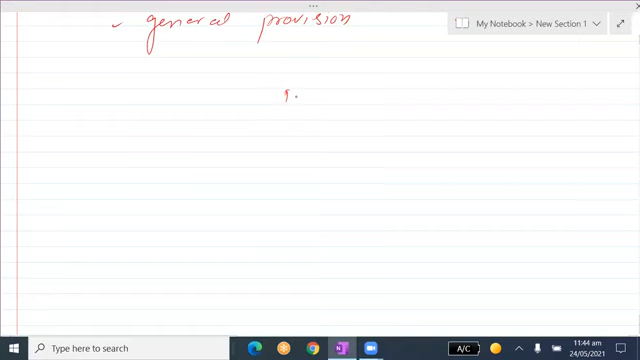 general provision
My Notebook > New Section 1
Type here to search
A/C
11:44 am
24/05/2021